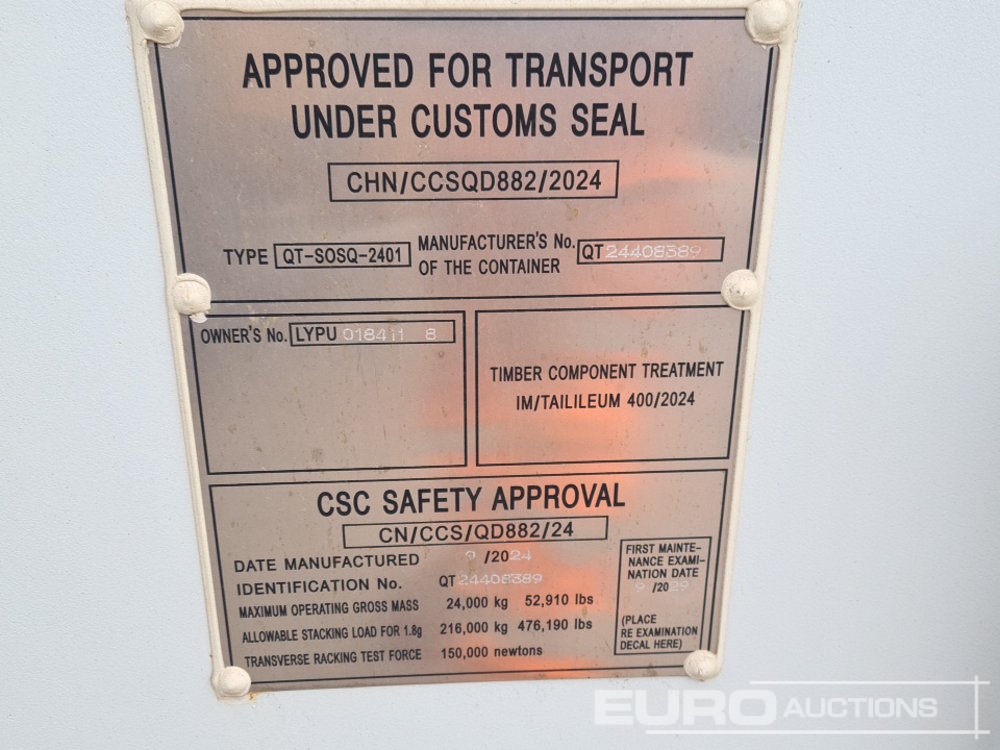 APPROVED FOR TRANSPORT
UNDER CUSTOMS SEAL
CHN/CCSQD882/2024
TYPE QT-SOSQ-2401 MANUFACTURER'S No. OF THE CONTAINER QT24408389
OWNER'S No. LYPU 018411 8
TIMBER COMPONENT TREATMENT
IM/TAILILEUM 400/2024
CSC SAFETY APPROVAL
CN/CCS/QD882/24
DATE MANUFACTURED 9 /2024
IDENTIFICATION No. QT24408389
MAXIMUM OPERATING GROSS MASS 24,000 kg 52,910 lbs
ALLOWABLE STACKING LOAD FOR 1.8g 216,000 kg 476,190 lbs
TRANSVERSE RACKING TEST FORCE 150,000 newtons
FIRST MAINTE-
NANCE EXAMI-
NATION DATE
9 /2029
(PLACE
RE EXAMINATION
DECAL HERE)
EURO AUCTIONS